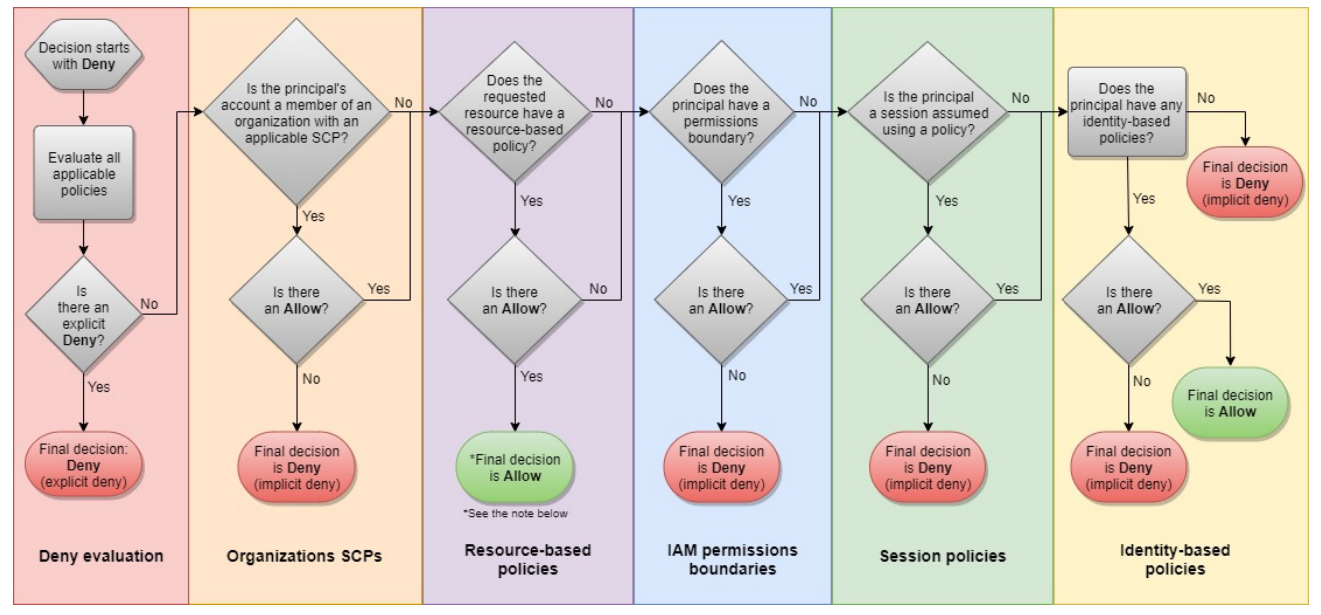 Decision starts
with Deny
Evaluate all
applicable
policies
Is
there an
explicit
Deny?
No
Yes
Final decision:
Deny
(explicit deny)
Deny evaluation
Is the principal's
account a member of an
organization with an
applicable SCP?
No
Yes
Is there
an Allow?
Yes
No
Final decision
is Deny
(implicit deny)
Organizations SCPs
Does the
requested
resource have a
resource-based
policy?
No
Yes
Is there
an Allow?
No
Yes
*Final decision
is Allow
*See the note below
Resource-based
policies
Does the
principal have a
permissions
boundary?
No
Yes
Is there
an Allow?
Yes
No
Final decision
is Deny
(implicit deny)
IAM permissions
boundaries
Is the principal
a session assumed
using a policy?
No
Yes
Is there
an Allow?
Yes
No
Final decision
is Deny
(implicit deny)
Session policies
Does the
principal have any
identity-based
policies?
No
Final decision
is Deny
(implicit deny)
Yes
Is there
an Allow?
Yes
Final decision
is Allow
No
Final decision
is Deny
(implicit deny)
Identity-based
policies